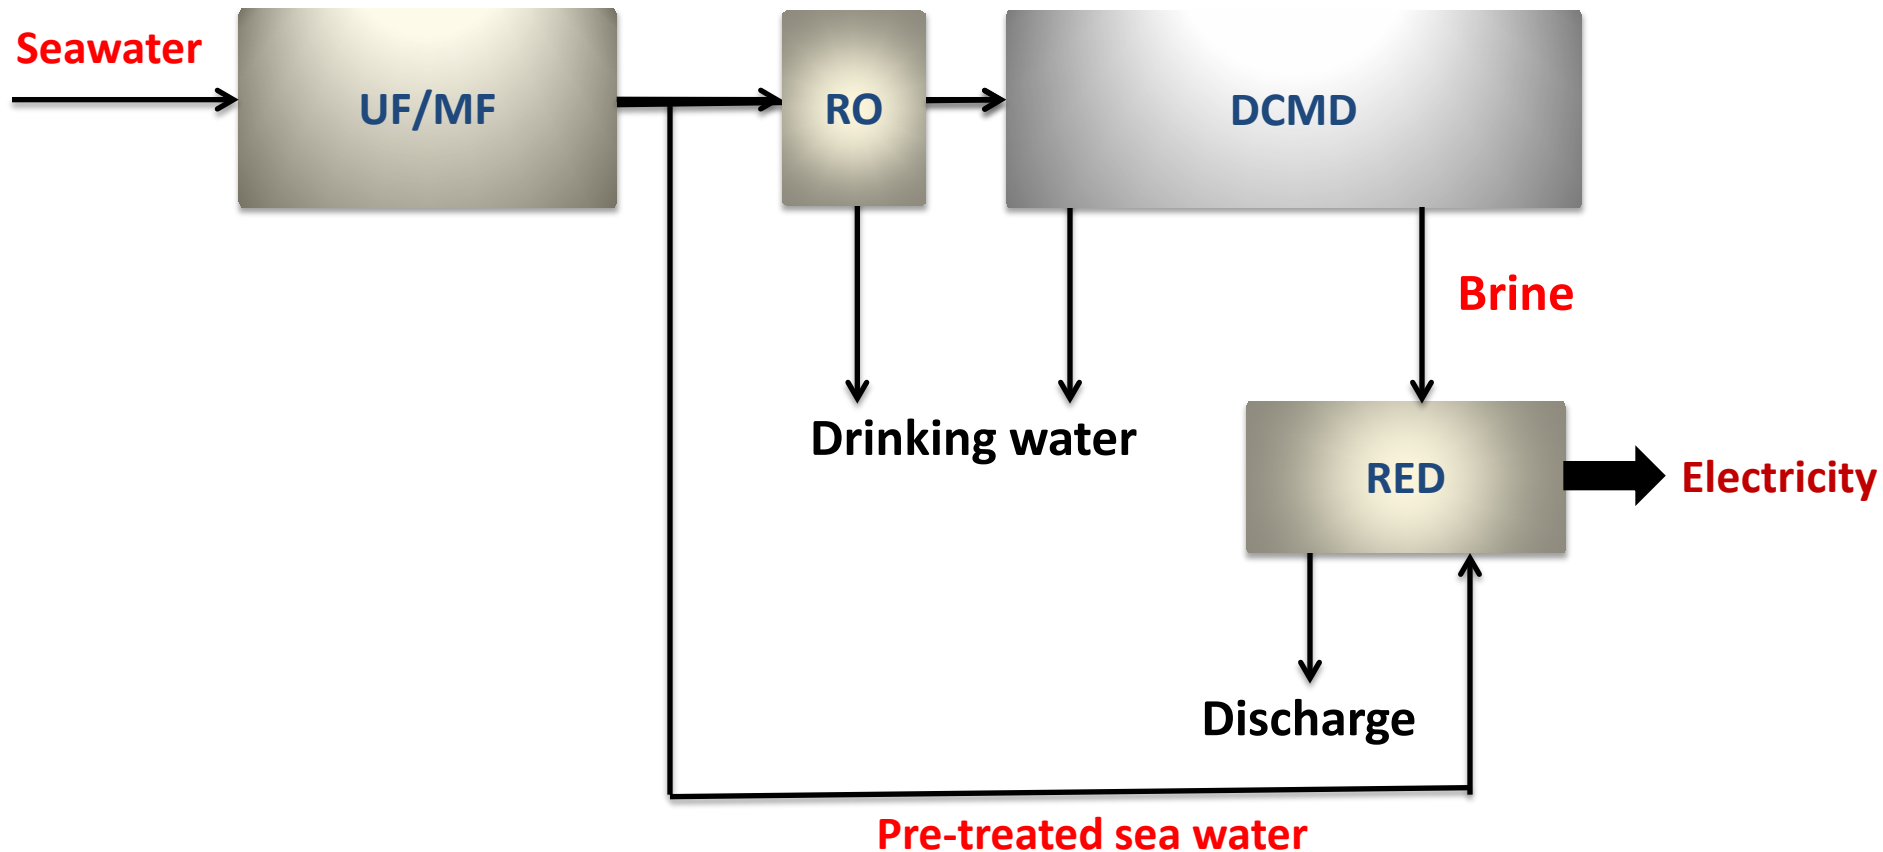 Seawater
UF/MF
RO
DCMD
Brine
Drinking water
RED
Electricity
Discharge
Pre-treated sea water